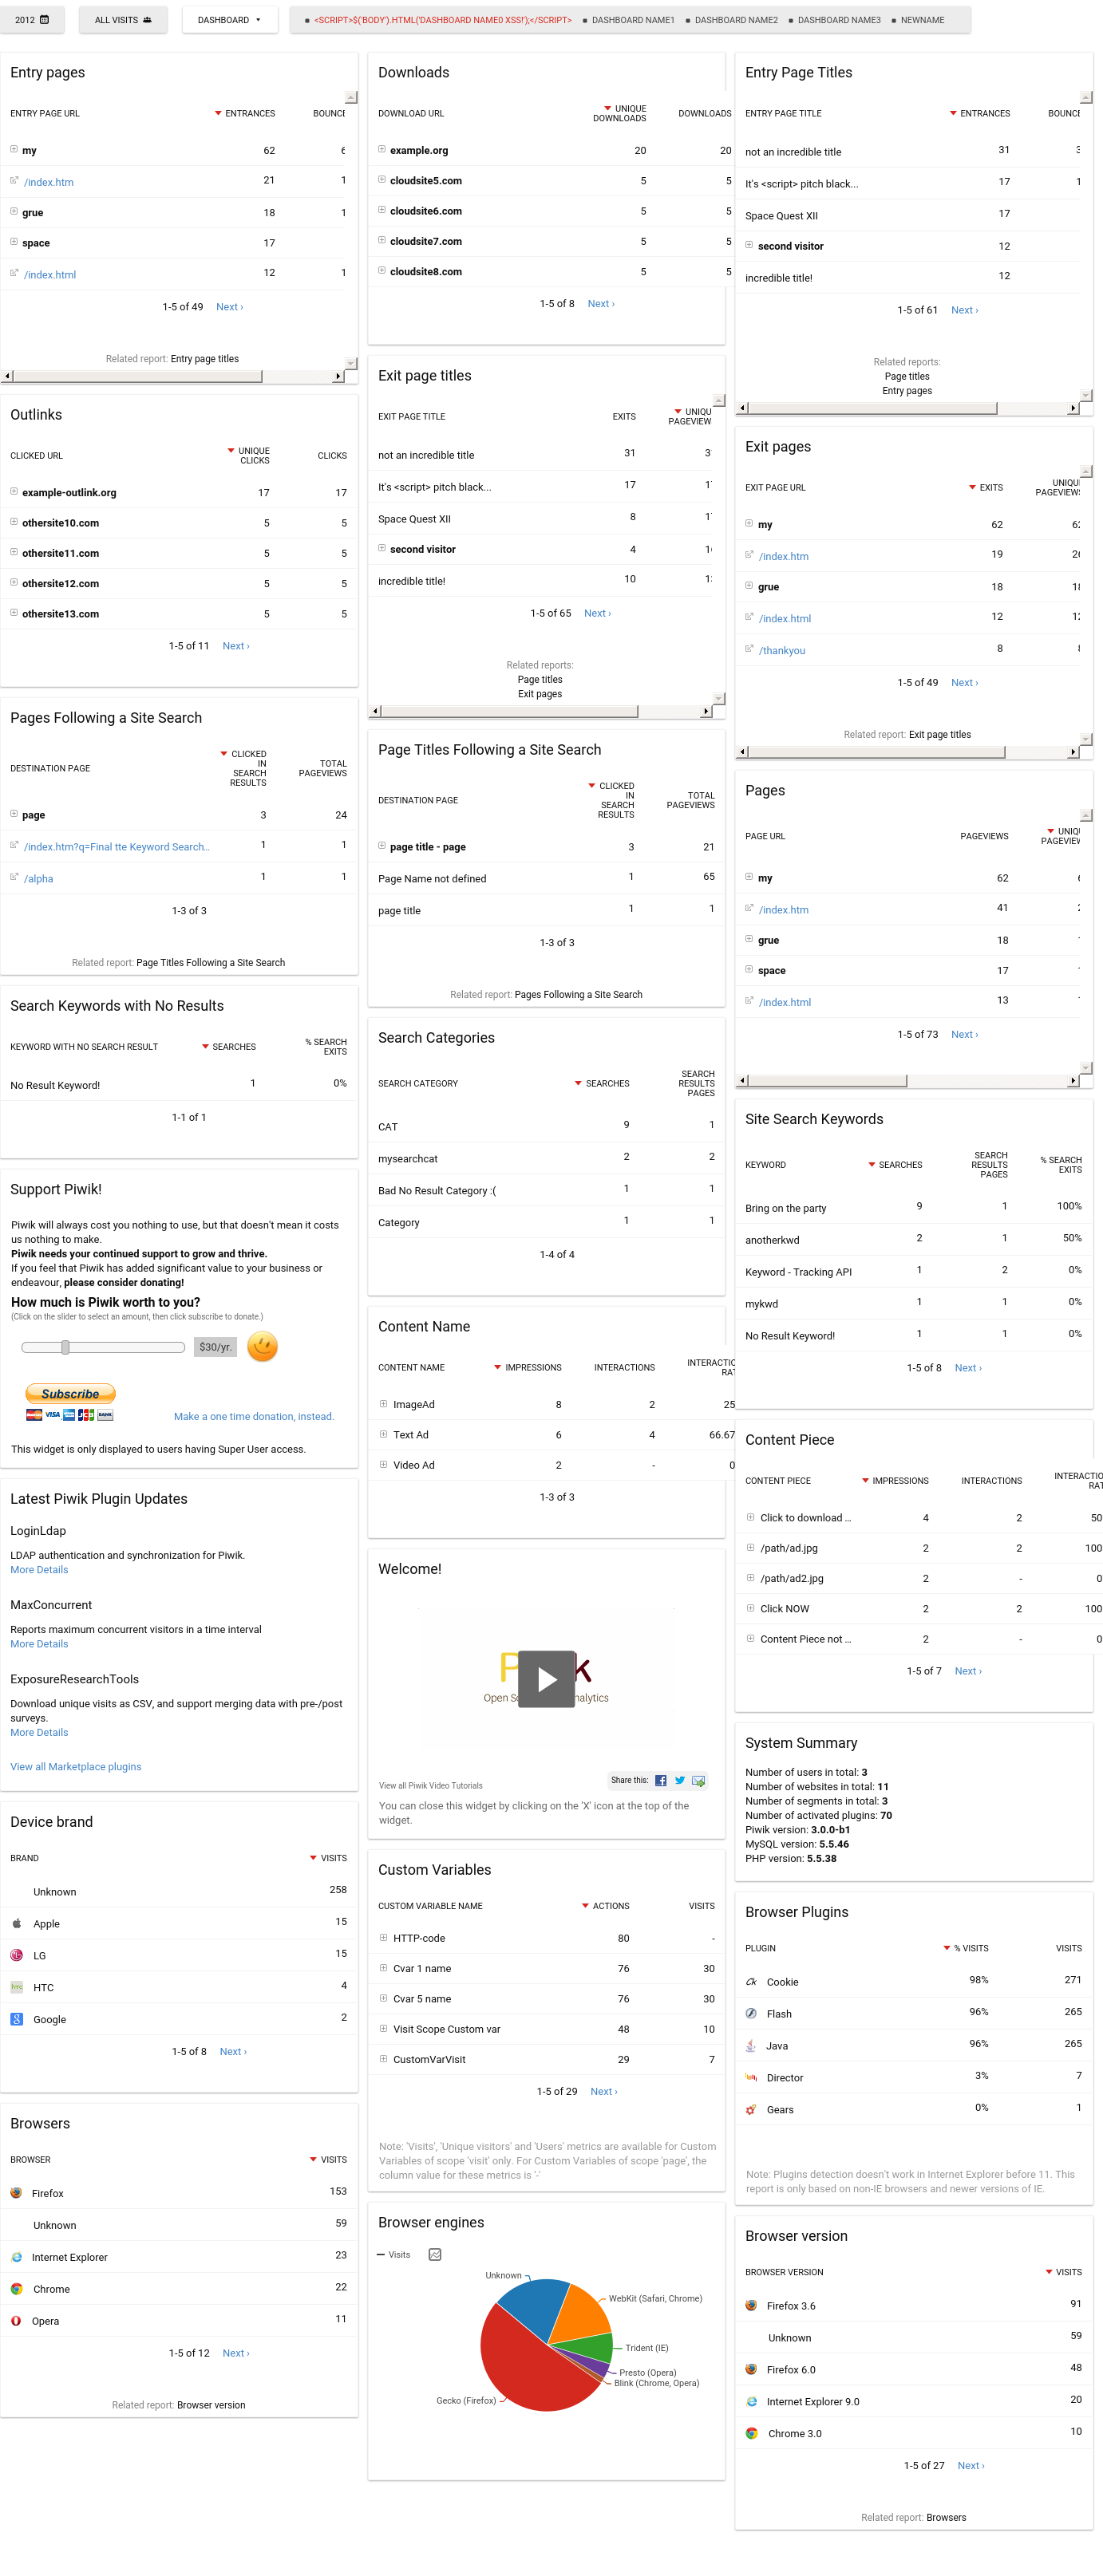 2012
ALL VISITS
DASHBOARD
<SCRIPT>$('BODY').HTML('DASHBOARD NAME0 XSS!');</SCRIPT>
DASHBOARD NAME1
DASHBOARD NAME2
DASHBOARD NAME3
NEWNAME
Entry pages
ENTRY PAGE URL ENTRANCES BOUNCE
my 62
/index.htm 21 1
grue 18 1
space 17
/index.html 12 1
1-5 of 49 Next ›
Related report: Entry page titles
Outlinks
CLICKED URL UNIQUE CLICKS CLICKS
example-outlink.org 17 17
othersite10.com 5 5
othersite11.com 5 5
othersite12.com 5 5
othersite13.com 5 5
1-5 of 11 Next ›
Pages Following a Site Search
DESTINATION PAGE CLICKED IN SEARCH RESULTS TOTAL PAGEVIEWS
page 3 24
/index.htm?q=Final tte Keyword Search... 1 1
/alpha 1 1
1-3 of 3
Related report: Page Titles Following a Site Search
Search Keywords with No Results
KEYWORD WITH NO SEARCH RESULT SEARCHES % SEARCH EXITS
No Result Keyword! 1 0%
1-1 of 1
Support Piwik!
Piwik will always cost you nothing to use, but that doesn't mean it costs
us nothing to make.
Piwik needs your continued support to grow and thrive.
If you feel that Piwik has added significant value to your business or
endeavour, please consider donating!
How much is Piwik worth to you?
(Click on the slider to select an amount, then click subscribe to donate.)
$30/yr.
Subscribe
VISA JCB BANK
Make a one time donation, instead.
This widget is only displayed to users having Super User access.
Latest Piwik Plugin Updates
LoginLdap
LDAP authentication and synchronization for Piwik.
More Details
MaxConcurrent
Reports maximum concurrent visitors in a time interval
More Details
ExposureResearchTools
Download unique visits as CSV, and support merging data with pre-/post
surveys.
More Details
View all Marketplace plugins
Device brand
BRAND VISITS
Unknown 258
Apple 15
LG 15
HTC 4
Google 2
1-5 of 8 Next ›
Browsers
BROWSER VISITS
Firefox 153
Unknown 59
Internet Explorer 23
Chrome 22
Opera 11
1-5 of 12 Next ›
Related report: Browser version
Downloads
DOWNLOAD URL UNIQUE DOWNLOADS DOWNLOADS
example.org 20 20
cloudsite5.com 5 5
cloudsite6.com 5 5
cloudsite7.com 5 5
cloudsite8.com 5 5
1-5 of 8 Next ›
Exit page titles
EXIT PAGE TITLE EXITS UNIQU PAGEVIEW
not an incredible title 31 3
It's <script> pitch black... 17 1
Space Quest XII 8 1
second visitor 4 1
incredible title! 10 1
1-5 of 65 Next ›
Related reports:
Page titles
Exit pages
Page Titles Following a Site Search
DESTINATION PAGE CLICKED IN SEARCH RESULTS TOTAL PAGEVIEWS
page title - page 3 21
Page Name not defined 1 65
page title 1 1
1-3 of 3
Related report: Pages Following a Site Search
Search Categories
SEARCH CATEGORY SEARCHES SEARCH RESULTS PAGES
CAT 9 1
mysearchcat 2 2
Bad No Result Category :( 1 1
Category 1 1
1-4 of 4
Content Name
CONTENT NAME IMPRESSIONS INTERACTIONS INTERACTIO RAT
ImageAd 8 2 25
Text Ad 6 4 66.67
Video Ad 2 - 0
1-3 of 3
Welcome!
View all Piwik Video Tutorials
Share this:
You can close this widget by clicking on the 'X' icon at the top of the
widget.
Custom Variables
CUSTOM VARIABLE NAME ACTIONS VISITS
HTTP-code 80 -
Cvar 1 name 76 30
Cvar 5 name 76 30
Visit Scope Custom var 48 10
CustomVarVisit 29 7
1-5 of 29 Next ›
Note: 'Visits', 'Unique visitors' and 'Users' metrics are available for Custom
Variables of scope 'visit' only. For Custom Variables of scope 'page', the
column value for these metrics is '-'
Browser engines
Visits
Unknown
WebKit (Safari, Chrome)
Trident (IE)
Presto (Opera)
Blink (Chrome, Opera)
Gecko (Firefox)
Entry Page Titles
ENTRY PAGE TITLE ENTRANCES BOUNCE
not an incredible title 31 3
It's <script> pitch black... 17 1
Space Quest XII 17
second visitor 12
incredible title! 12
1-5 of 61 Next ›
Related reports:
Page titles
Entry pages
Exit pages
EXIT PAGE URL EXITS UNIQUE PAGEVIEWS
my 62 62
/index.htm 19 26
grue 18 18
/index.html 12 12
/thankyou 8
1-5 of 49 Next ›
Related report: Exit page titles
Pages
PAGE URL PAGEVIEWS UNIQU PAGEVIEW
my 62
/index.htm 41 2
grue 18
space 17
/index.html 13
1-5 of 73 Next ›
Site Search Keywords
KEYWORD SEARCHES SEARCH RESULTS PAGES % SEARCH EXITS
Bring on the party 9 1 100%
anotherkwd 2 1 50%
Keyword - Tracking API 1 2 0%
mykwd 1 1 0%
No Result Keyword! 1 1 0%
1-5 of 8 Next ›
Content Piece
CONTENT PIECE IMPRESSIONS INTERACTIONS INTERACTIO RAT
Click to download ... 4 2 50
/path/ad.jpg 2 2 100
/path/ad2.jpg 2 - 0
Click NOW 2 2 100
Content Piece not ... 2 - 0
1-5 of 7 Next ›
System Summary
Number of users in total: 3
Number of websites in total: 11
Number of segments in total: 3
Number of activated plugins: 70
Piwik version: 3.0.0-b1
MySQL version: 5.5.46
PHP version: 5.5.38
Browser Plugins
PLUGIN % VISITS VISITS
Cookie 98% 271
Flash 96% 265
Java 96% 265
Director 3% 7
Gears 0% 1
Note: Plugins detection doesn't work in Internet Explorer before 11. This
report is only based on non-IE browsers and newer versions of IE.
Browser version
BROWSER VERSION VISITS
Firefox 3.6 91
Unknown 59
Firefox 6.0 48
Internet Explorer 9.0 20
Chrome 3.0 10
1-5 of 27 Next ›
Related report: Browsers